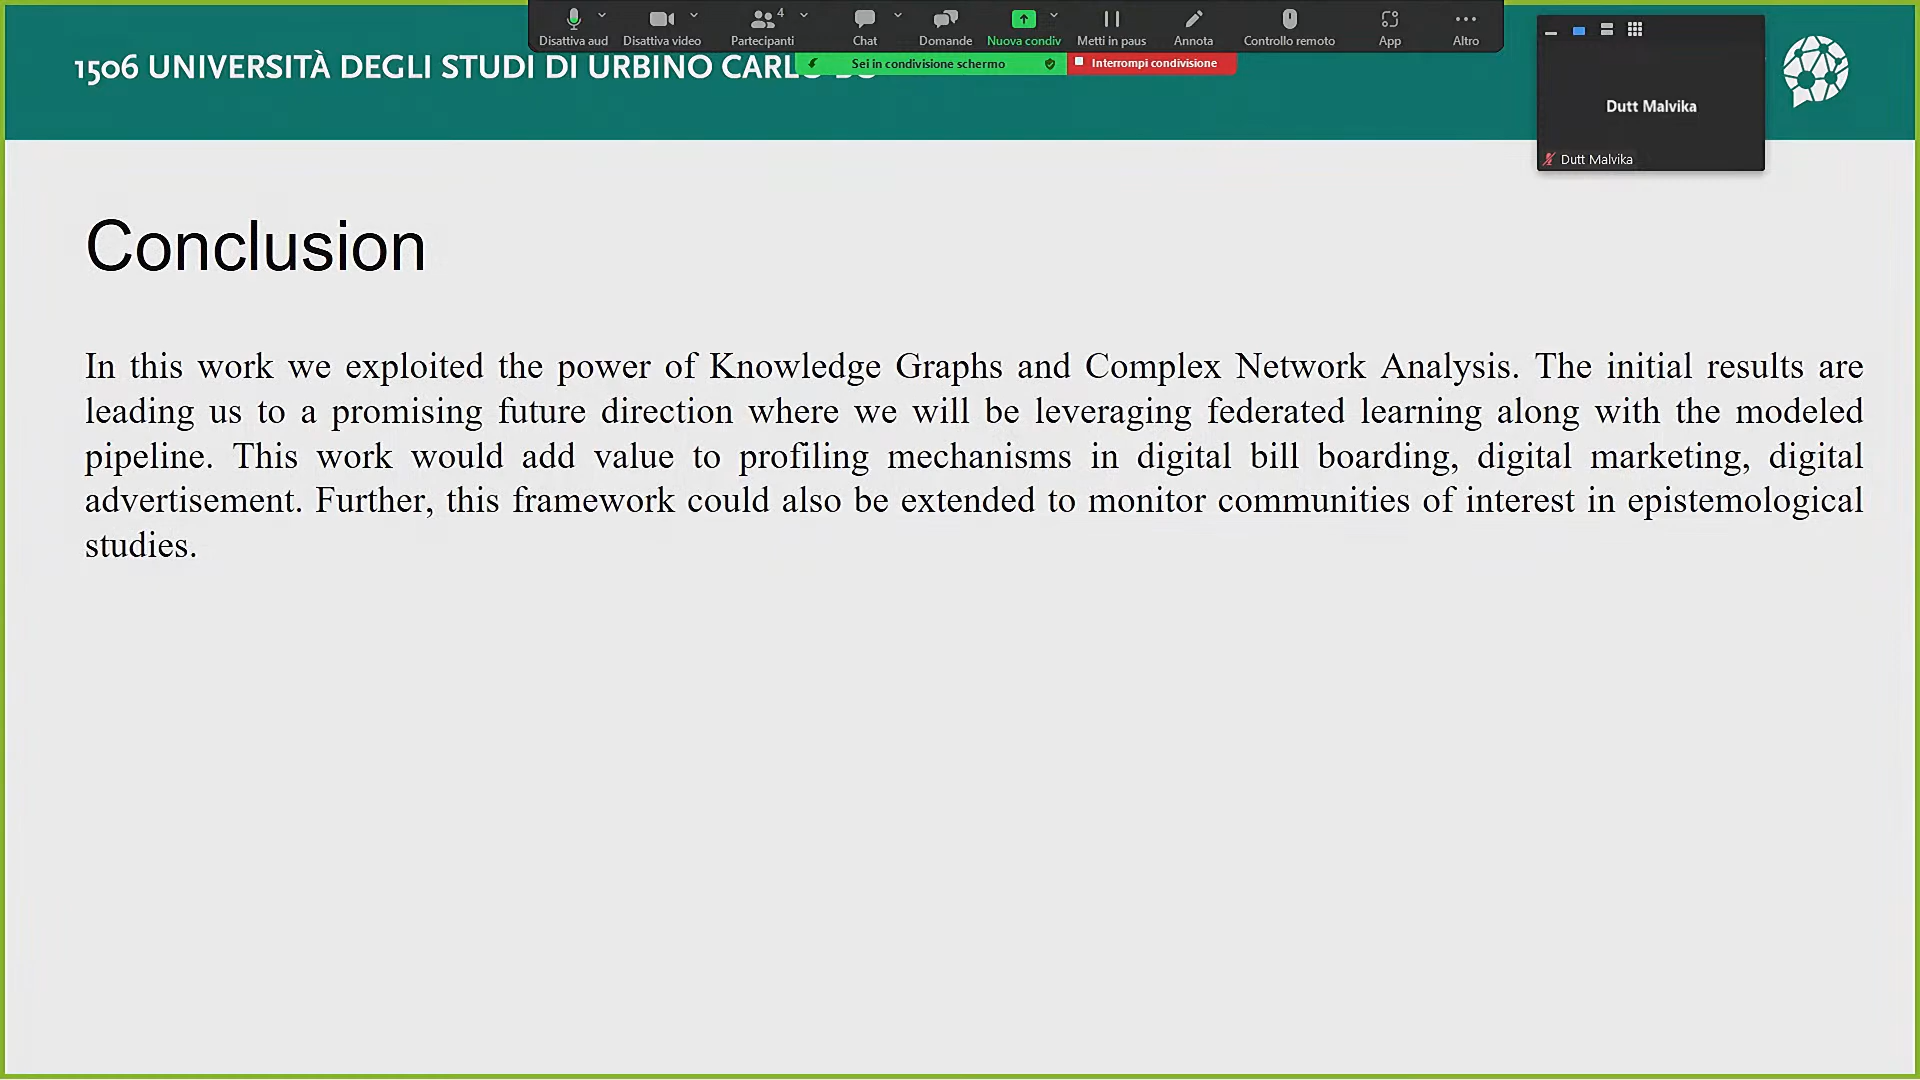 Disattiva aud
Disattiva video
4
Partecipanti
Chat
Domande
Nuova condiv
Metti in paus
Annota
Controllo remoto
App
Altro
Sei in condivisione schermo
Interrompi condivisione
1506 UNIVERSITÀ DEGLI STUDI DI URBINO
Dutt Malvika
Dutt Malvika
Conclusion
In this work we exploited the power of Knowledge Graphs and Complex Network Analysis. The initial results are
leading us to a promising future direction where we will be leveraging federated learning along with the modeled
pipeline. This work would add value to profiling mechanisms in digital bill boarding, digital marketing, digital
advertisement. Further, this framework could also be extended to monitor communities of interest in epistemological
studies.